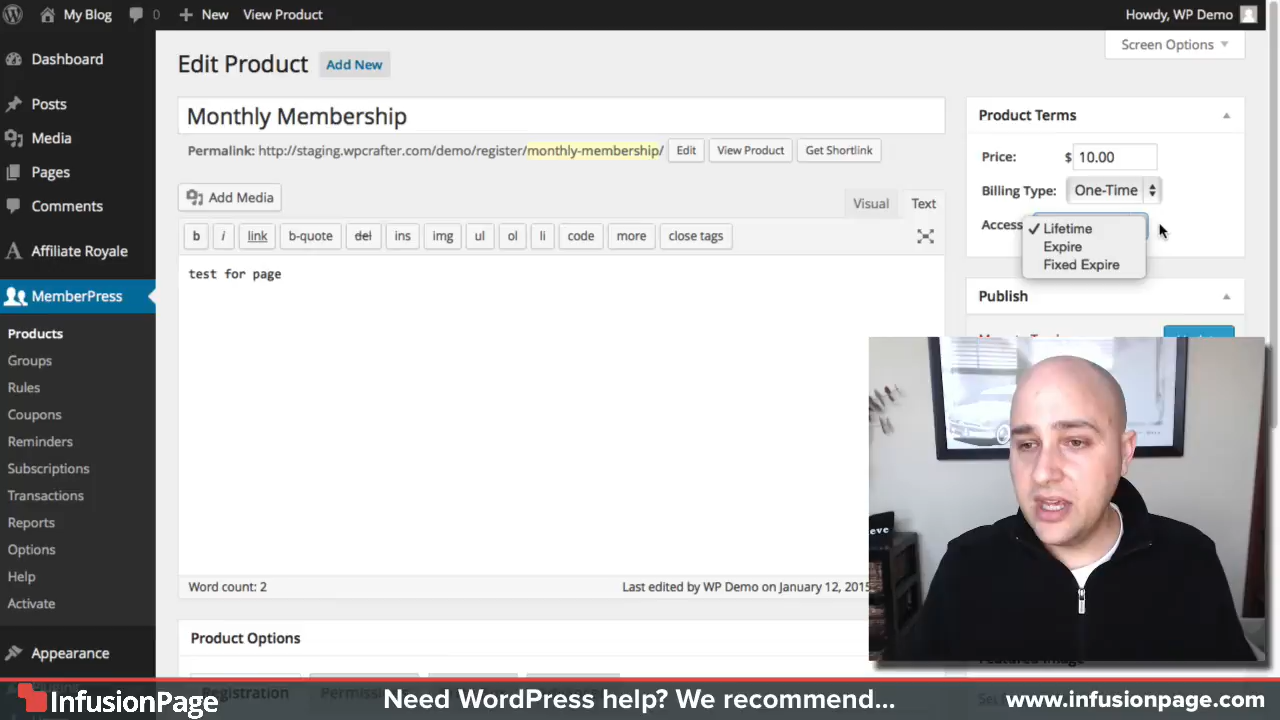 My Blog
0
New
View Product
Howdy, WP Demo
Screen Options
Dashboard
Posts
Media
Pages
Comments
Affiliate Royale
MemberPress
Products
Groups
Rules
Coupons
Reminders
Subscriptions
Transactions
Reports
Options
Help
Activate
Appearance
Edit Product
Add New
Monthly Membership
Permalink: http://staging.wpcrafter.com/demo/register/monthly-membership/
Edit
View Product
Get Shortlink
Add Media
Visual
Text
b
i
link
b-quote
del
ins
img
ul
ol
li
code
more
close tags
test for page
Word count: 2
Last edited by WP Demo on January 12, 2015
Product Options
Registration
Product Terms
Price: $ 10.00
Billing Type: One-Time
Access
✓ Lifetime
Expire
Fixed Expire
Publish
InfusionPage
Need WordPress help? We recommend...
www.infusionpage.com